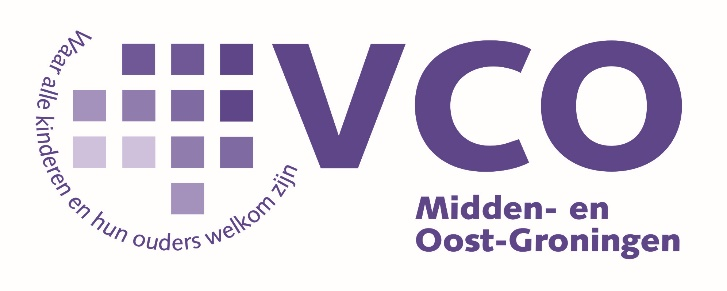 Waar alle kinderen en hun ouders welkom zijn
VCO
Midden- en
Oost-Groningen